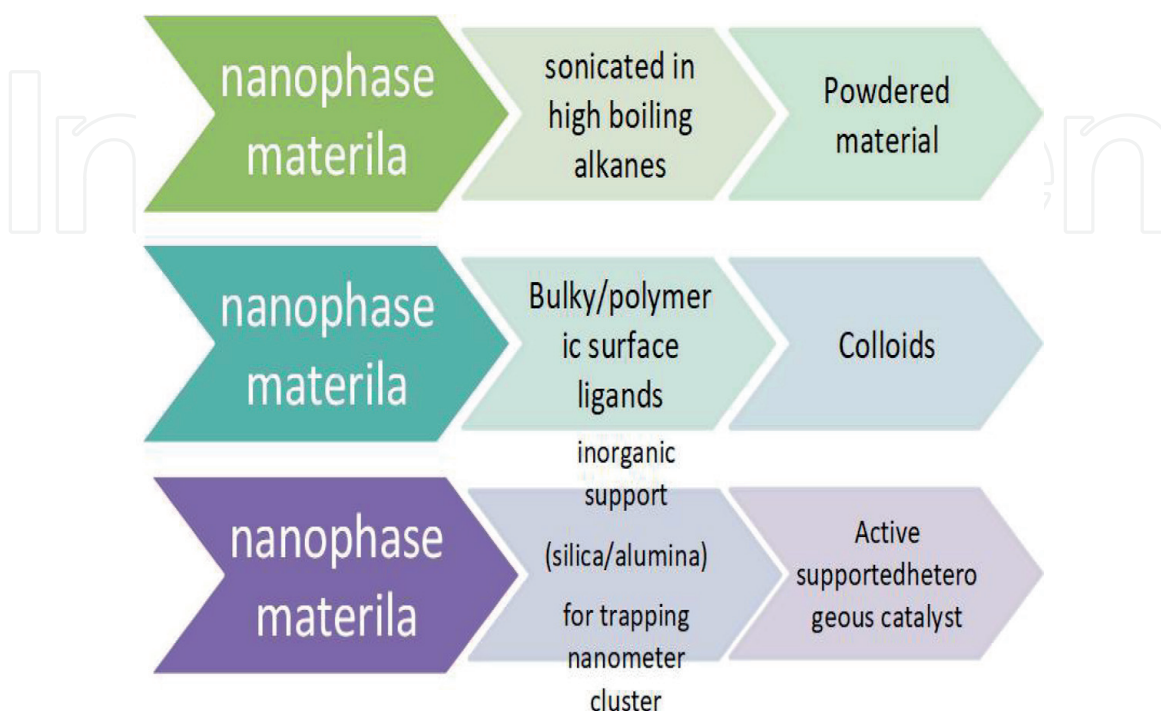 nanophase
materila
sonicated in
high boiling
alkanes
Powdered
material
nanophase
materila
Bulky/polymer
ic surface
ligands
Colloids
nanophase
materila
inorganic
support
(silica/alumina)
for trapping
nanometer
cluster
Active
supportedhetero
geous catalyst